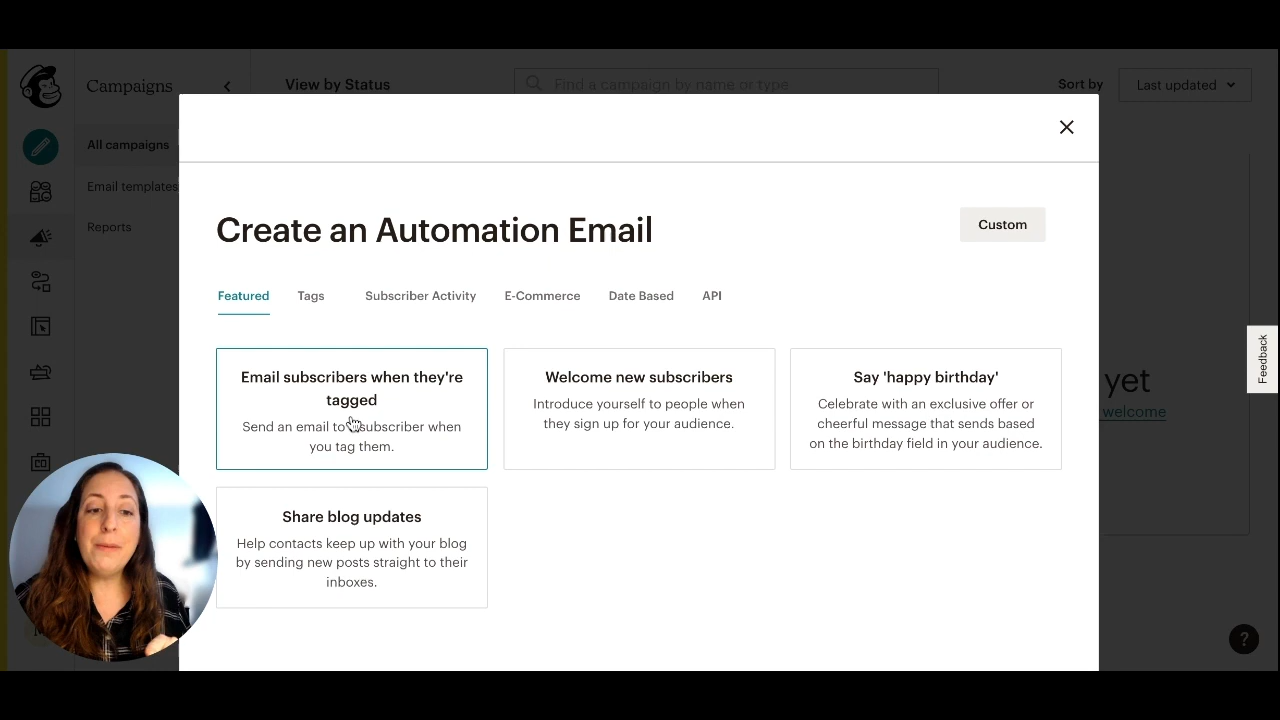 Campaigns
View by Status
Find a campaign by name or type
Sort by
Last updated
All campaigns
Email templates
Reports
Create an Automation Email
Custom
Featured
Tags
Subscriber Activity
E-Commerce
Date Based
API
Email subscribers when they're
tagged
Send an email to subscriber when
you tag them.
Welcome new subscribers
Introduce yourself to people when
they sign up for your audience.
Say 'happy birthday'
Celebrate with an exclusive offer or
cheerful message that sends based
on the birthday field in your audience.
Share blog updates
Help contacts keep up with your blog
by sending new posts straight to their
inboxes.
yet
welcome
Feedback
?